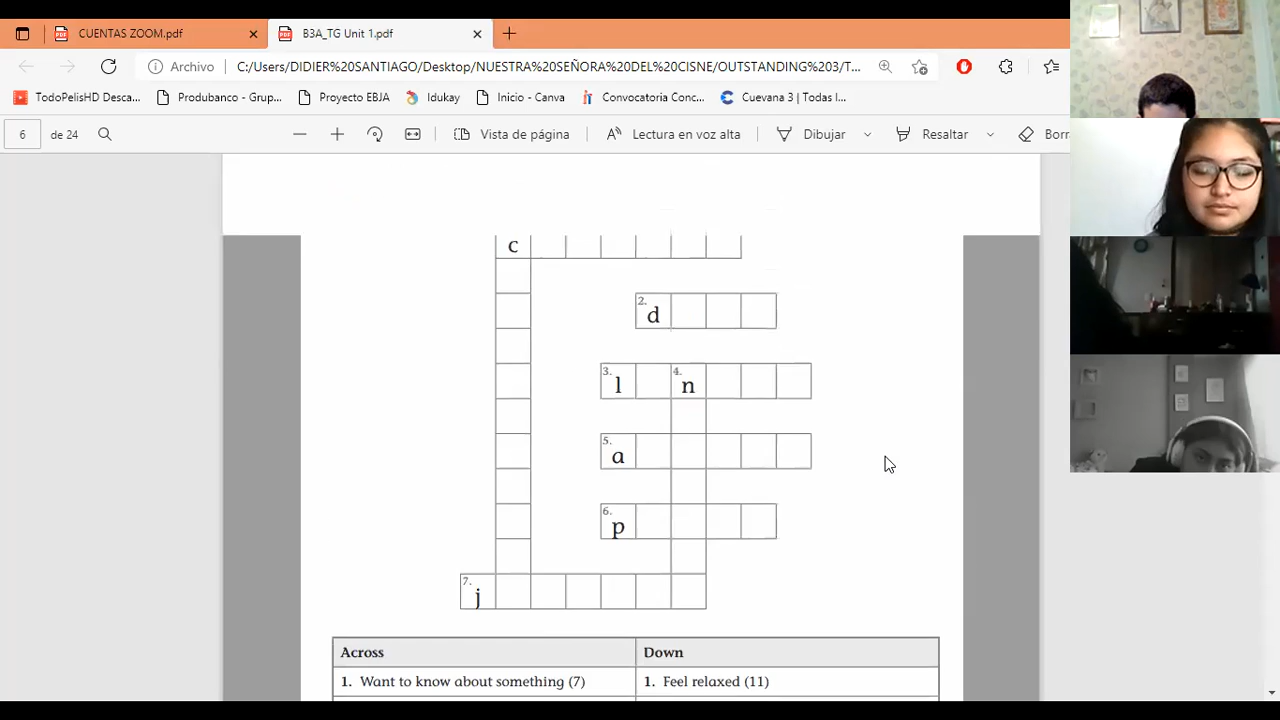 CUENTAS ZOOM.pdf
B3A_TG Unit 1.pdf
Archivo
C:/Users/DIDIER%20SANTIAGO/Desktop/NUESTRA%20SEÑORA%20DEL%20CISNE/OUTSTANDING%203/T...
TodoPelisHD Desca...
Produbanco - Grup...
Proyecto EBJA
Idukay
Inicio - Canva
Convocatoria Conc...
Cuevana 3 | Todas l...
6
de 24
Vista de página
Lectura en voz alta
Dibujar
Resaltar
Borra
c
2.
d
3.
l
4.
n
5.
a
6.
p
7.
j
Across
Down
1. Want to know about something (7)
1. Feel relaxed (11)